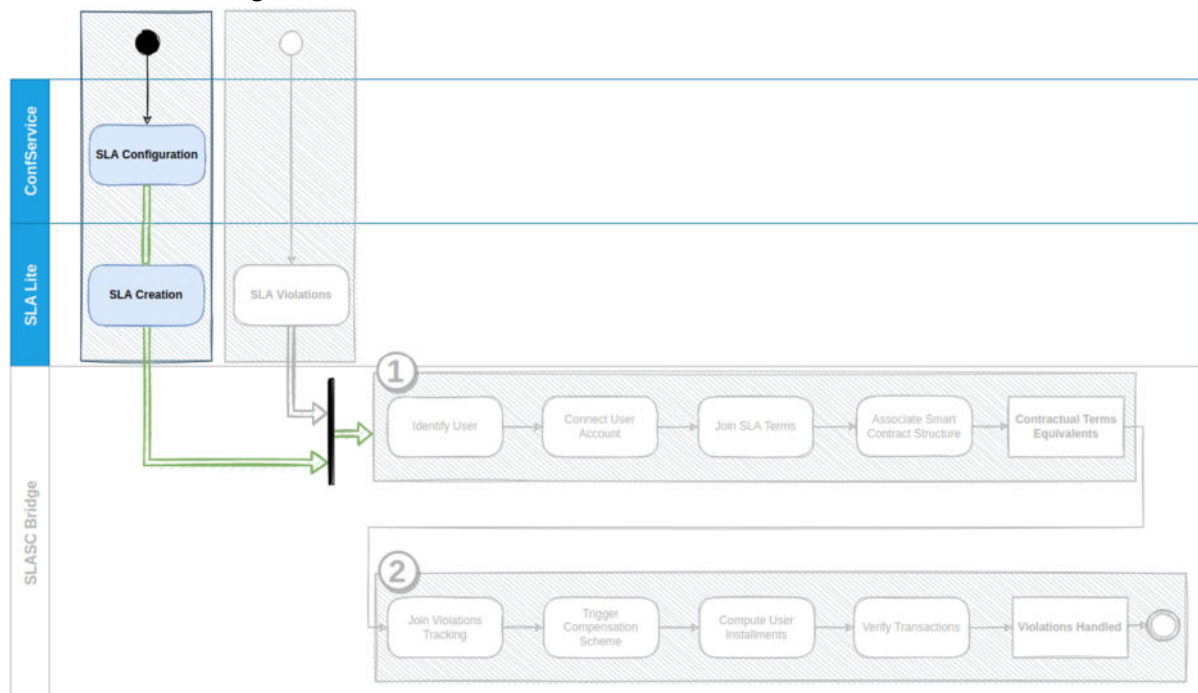 ConfService
SLA Configuration
SLA Lite
SLA Creation
SLA Violations
SLASC Bridge
1
Identify User
Connect User
Account
Join SLA Terms
Associate Smart
Contract Structure
Contractual Terms
Equivalents
2
Join Violations
Tracking
Trigger
Compensation
Scheme
Compute User
Installments
Verify Transactions
Violations Handled